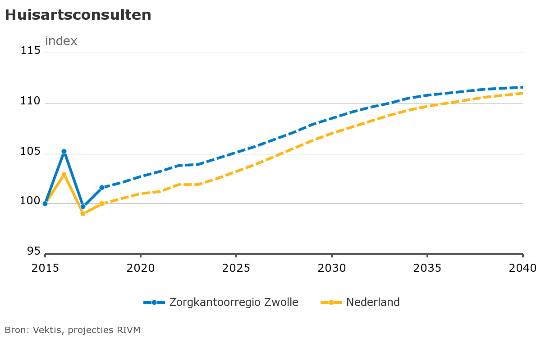 Huisartsconsulten
index
115
110
105
100
95
2015 2020 2025 2030 2035 2040
Zorgkantoorregio Zwolle Nederland
Bron: Vektis, projecties RIVM